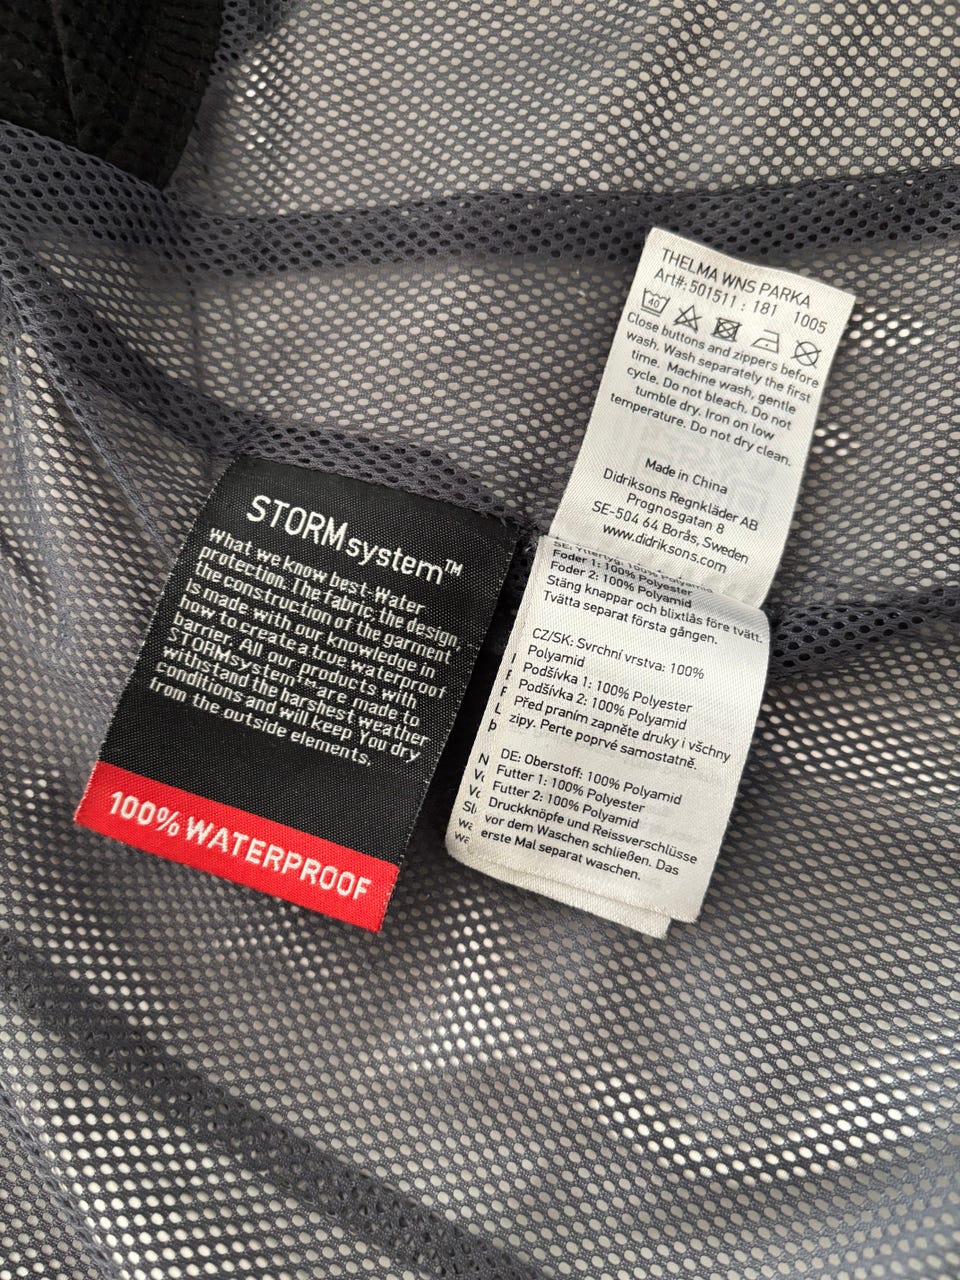 STORMsystem™
What we know best. Water
protection. The fabric, the design,
the construction of the garment
is made with our knowledge in
how to create a true waterproof
barrier. All our products with
STORMsystem™ are made to
withstand the harshest weather
conditions and will keep You dry
from the outside elements.
100% WATERPROOF
THELMA WNS PARKA
Art#: 501511 : 181 1005
40
Close buttons and zippers before
wash. Wash separately the first
time. Machine wash, gentle
cycle. Do not bleach. Do not
tumble dry. Iron on low
temperature. Do not dry clean.
Made in China
Didriksons Regnkläder AB
Prognosgatan 8
SE-504 64 Borås, Sweden
www.didriksons.com
SE: Yttertyg: 100% Polyamid
Foder 1: 100% Polyester
Foder 2: 100% Polyamid
Stäng knappar och blixtlås före tvätt.
Tvätta separat första gången.
CZ/SK: Svrchní vrstva: 100%
Polyamid
Podšívka 1: 100% Polyester
Podšívka 2: 100% Polyamid
Před praním zapněte druky i všchny
zipy. Perte poprvé samostatně.
DE: Oberstoff: 100% Polyamid
Futter 1: 100% Polyester
Futter 2: 100% Polyamid
Druckknöpfe und Reissverschlüsse
vor dem Waschen schließen. Das
erste Mal separat waschen.